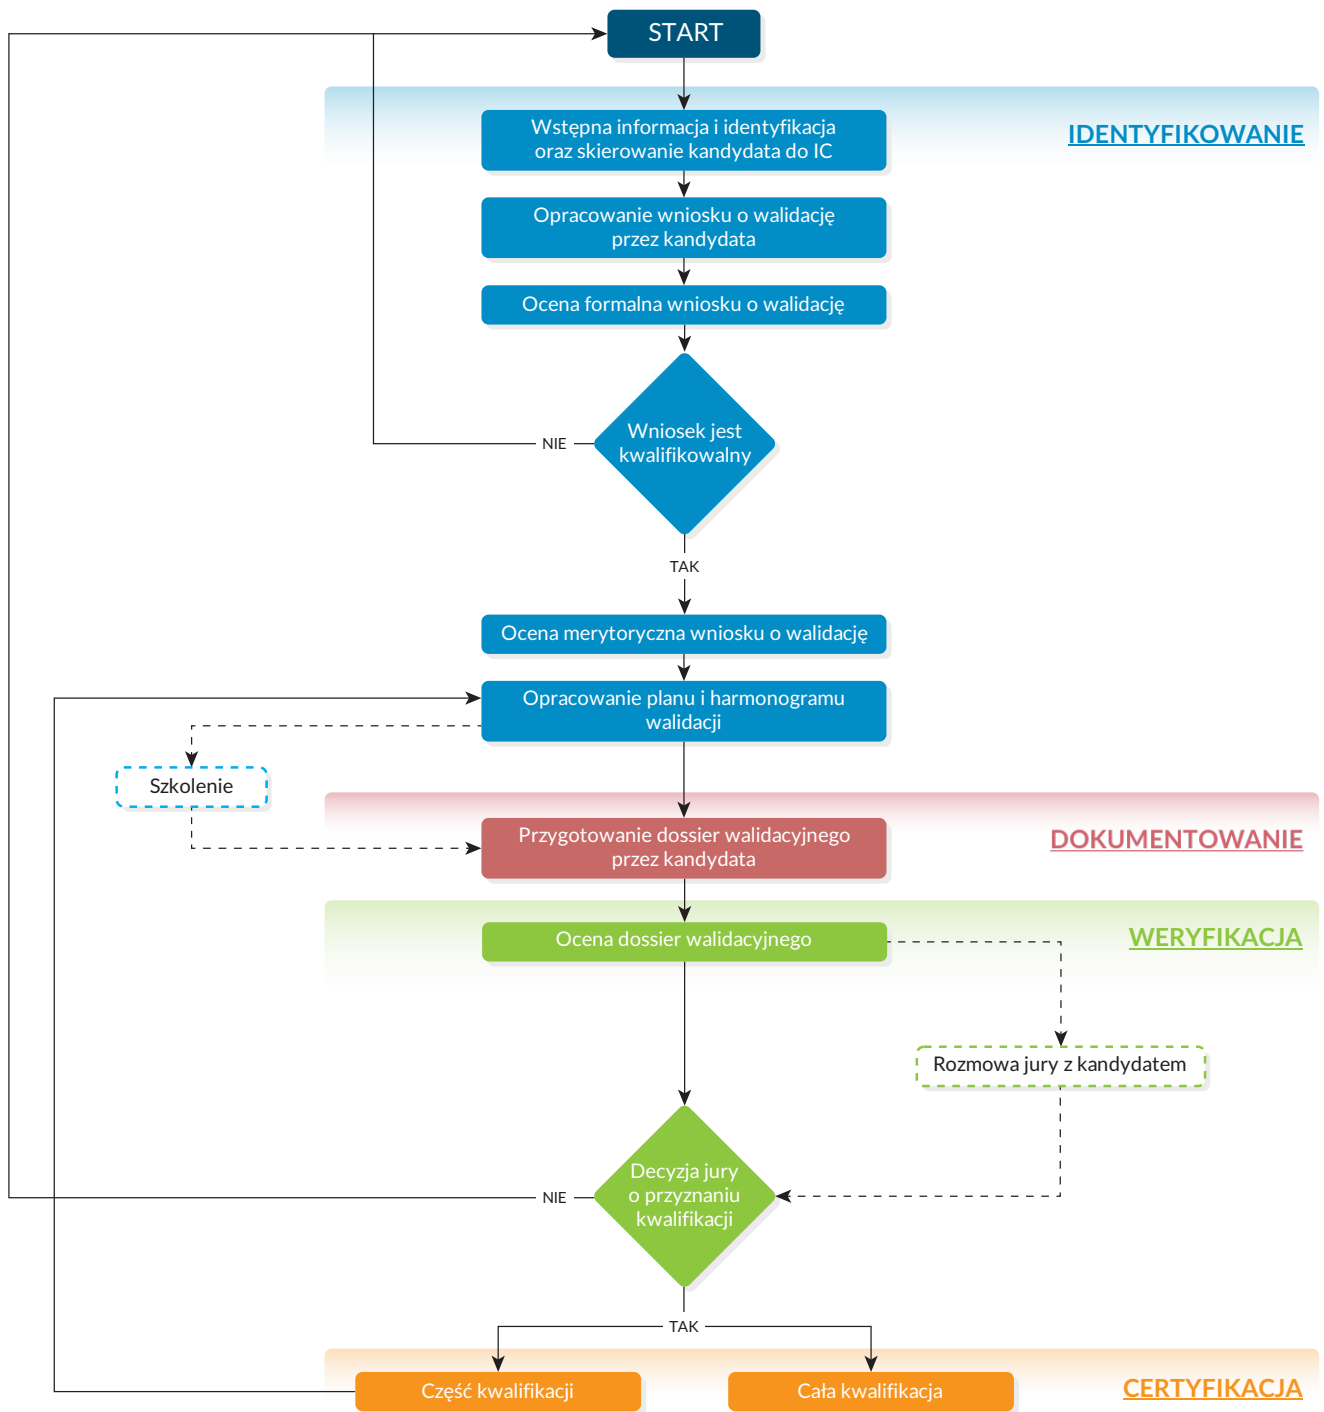 START
IDENTYFIKOWANIE
Wstępna informacja i identyfikacja
oraz skierowanie kandydata do IC
Opracowanie wniosku o walidację
przez kandydata
Ocena formalna wniosku o walidację
Wniosek jest
kwalifikowalny
NIE
TAK
Ocena merytoryczna wniosku o walidację
Opracowanie planu i harmonogramu
walidacji
Szkolenie
DOKUMENTOWANIE
Przygotowanie dossier walidacyjnego
przez kandydata
WERYFIKACJA
Ocena dossier walidacyjnego
Rozmowa jury z kandydatem
Decyzja jury
o przyznaniu
kwalifikacji
NIE
TAK
CERTYFIKACJA
Część kwalifikacji
Cała kwalifikacja